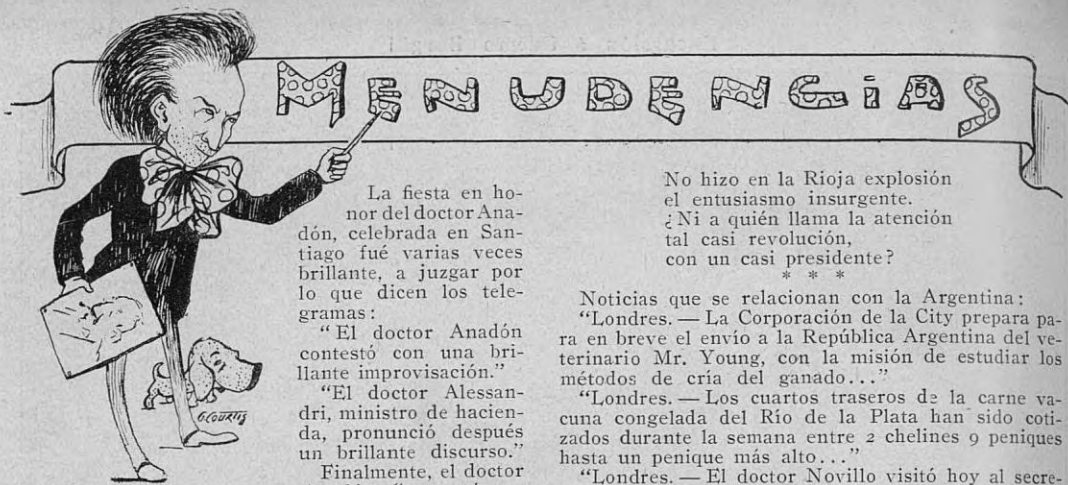 MENUDENCIAS
La fiesta en ho-
nor del doctor Ana-
dón, celebrada en San-
tiago fué varias veces
brillante, a juzgar por
lo que dicen los tele-
gramas:
"El doctor Anadón
contestó con una bri-
llante improvisación."
"El doctor Alessan-
dri, ministro de hacien-
da, pronunció después
un brillante discurso."
Finalmente, el doctor
No hizo en la Rioja explosión
el entusiasmo insurgente.
¿Ni a quién llama la atención
tal casi revolución,
con un casi presidente?
* * *
Noticias que se relacionan con la Argentina:
"Londres. — La Corporación de la City prepara pa-
ra en breve el envío a la República Argentina del ve-
terinario Mr. Young, con la misión de estudiar los
métodos de cría del ganado..."
"Londres. — Los cuartos traseros de la carne va-
cuna congelada del Río de la Plata han sido coti-
zados durante la semana entre 2 chelines 9 peniques
hasta un penique más alto..."
"Londres. — El doctor Novillo visitó hoy al secre-